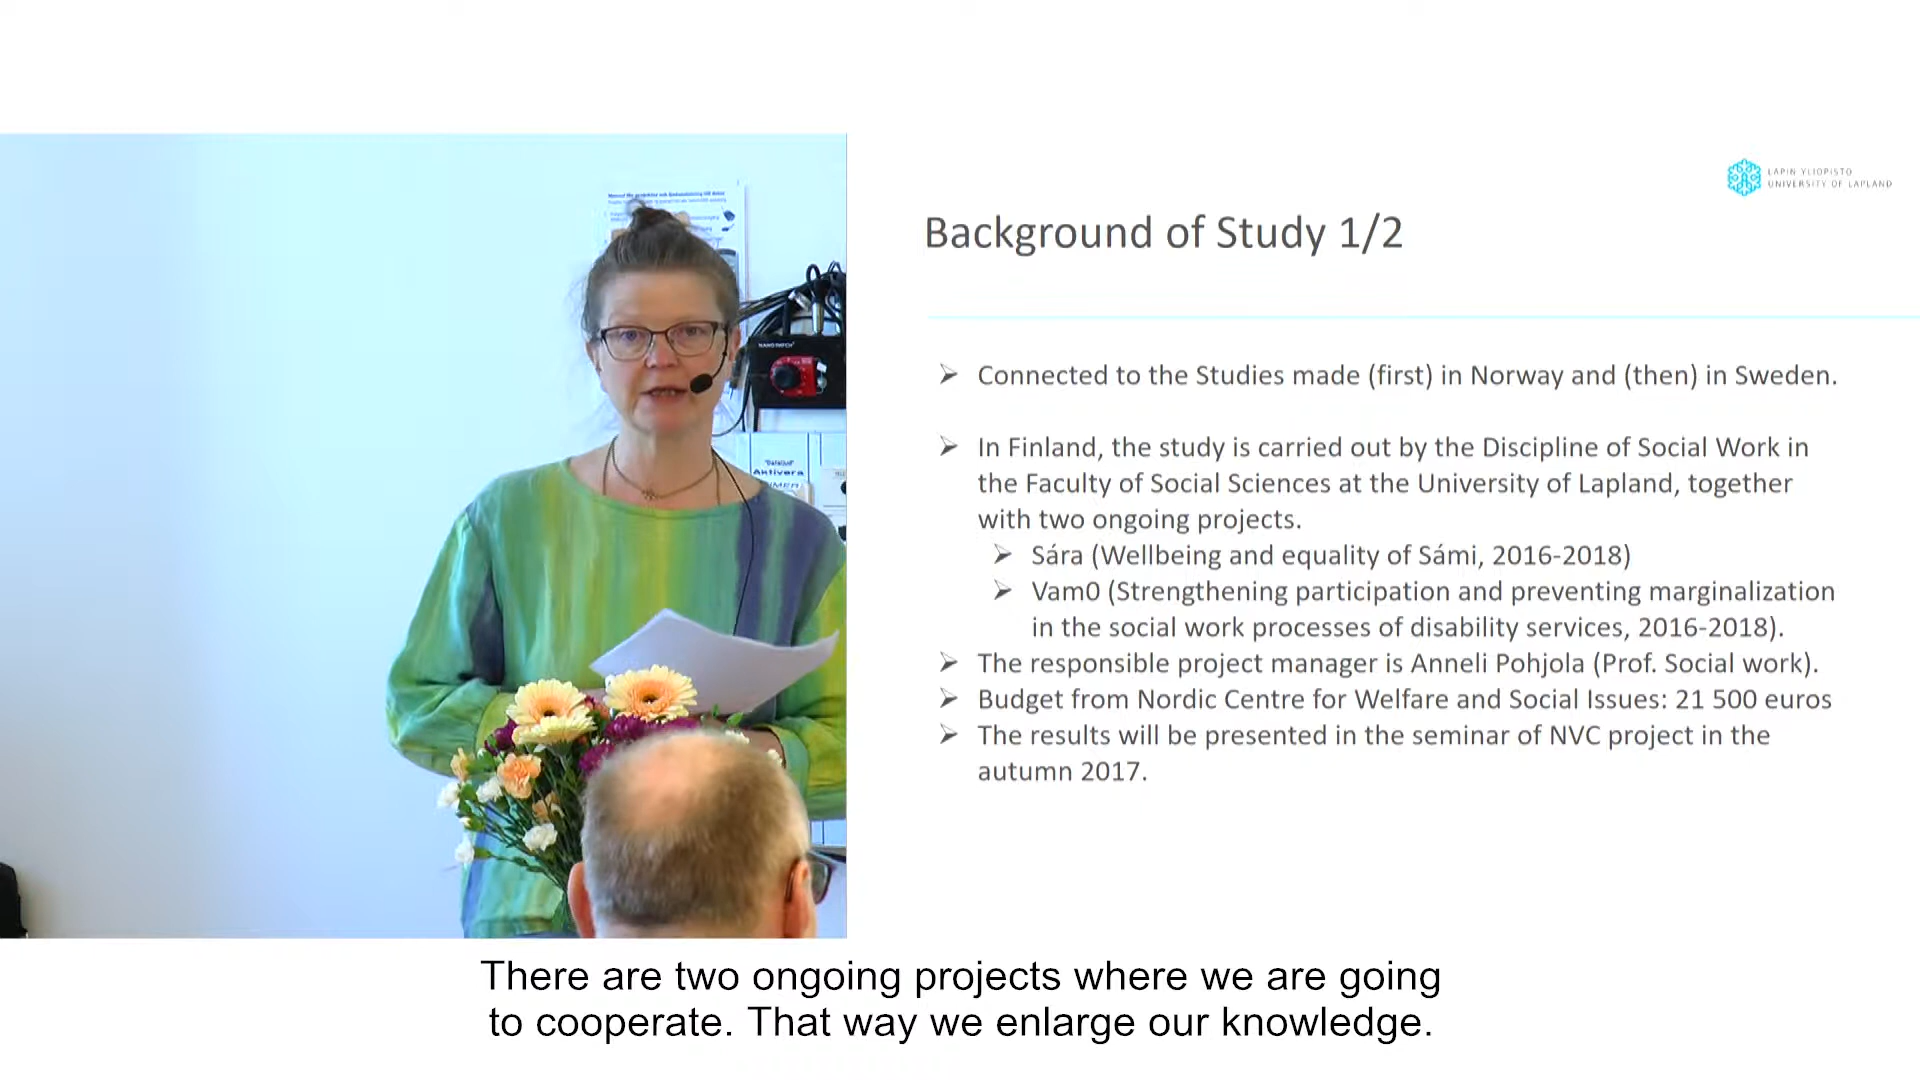 LAPIN YLIOPISTO
UNIVERSITY OF LAPLAND
Background of Study 1/2
➢ Connected to the Studies made (first) in Norway and (then) in Sweden.
➢ In Finland, the study is carried out by the Discipline of Social Work in
the Faculty of Social Sciences at the University of Lapland, together
with two ongoing projects.
➢ Sára (Wellbeing and equality of Sámi, 2016-2018)
➢ Vam0 (Strengthening participation and preventing marginalization
in the social work processes of disability services, 2016-2018).
➢ The responsible project manager is Anneli Pohjola (Prof. Social work).
➢ Budget from Nordic Centre for Welfare and Social Issues: 21 500 euros
➢ The results will be presented in the seminar of NVC project in the
autumn 2017.
Aktivera
There are two ongoing projects where we are going
to cooperate. That way we enlarge our knowledge.